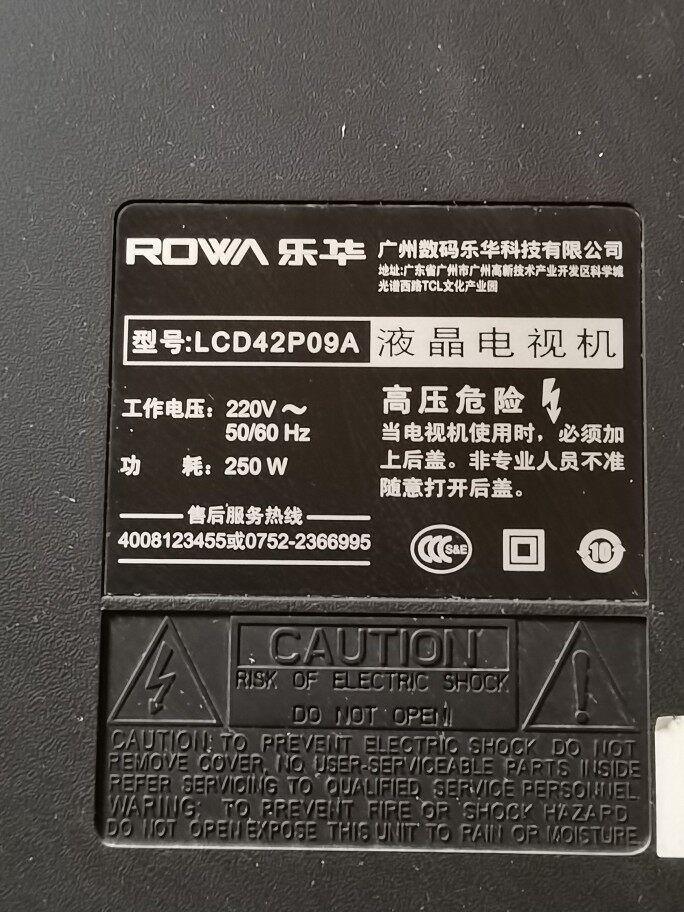 ROWA 乐华 广州数码乐华科技有限公司
地址:广东省广州市广州高新技术产业开发区科学城
光谱西路TCL文化产业园
型号:LCD42P09A 液晶电视机
工作电压: 220V～
50/60 Hz
功 耗: 250 W
高压危险
当电视机使用时，必须加
上后盖。非专业人员不准
随意打开后盖。
售后服务热线
4008123455或0752-2366995
CCC S&E
10
CAUTION
RISK OF ELECTRIC SHOCK
DO NOT OPEN!
CAUTION: TO PREVENT ELECTRIC SHOCK DO NOT
REMOVE COVER, NO USER-SERVICEABLE PARTS INSIDE
REFER SERVICING TO QUALIFIED SERVICE PERSONNEL
WARING: TO PREVENT FIRE OR SHOCK HAZARD
DO NOT OPEN EXPOSE THIS UNIT TO RAIN OR MOISTURE